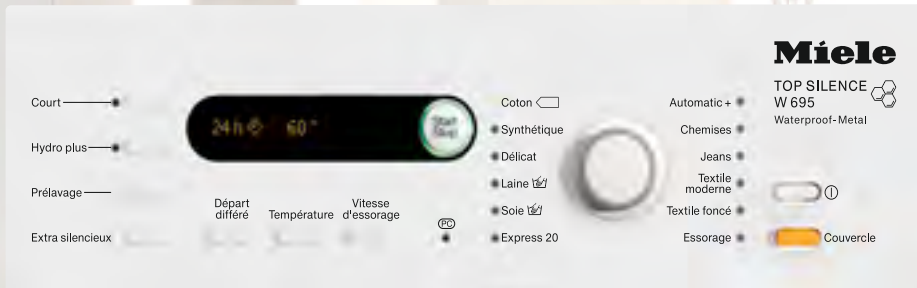 Miele
TOP SILENCE
W 695
Waterproof-Metal
Court
Hydro plus
Prélavage
Extra silencieux
24h 60°
Start
Stop
Départ
différé
Température
Vitesse
d'essorage
PC
Coton
Synthétique
Délicat
Laine
Soie
Express 20
Automatic +
Chemises
Jeans
Textile
moderne
Textile foncé
Essorage
Couvercle